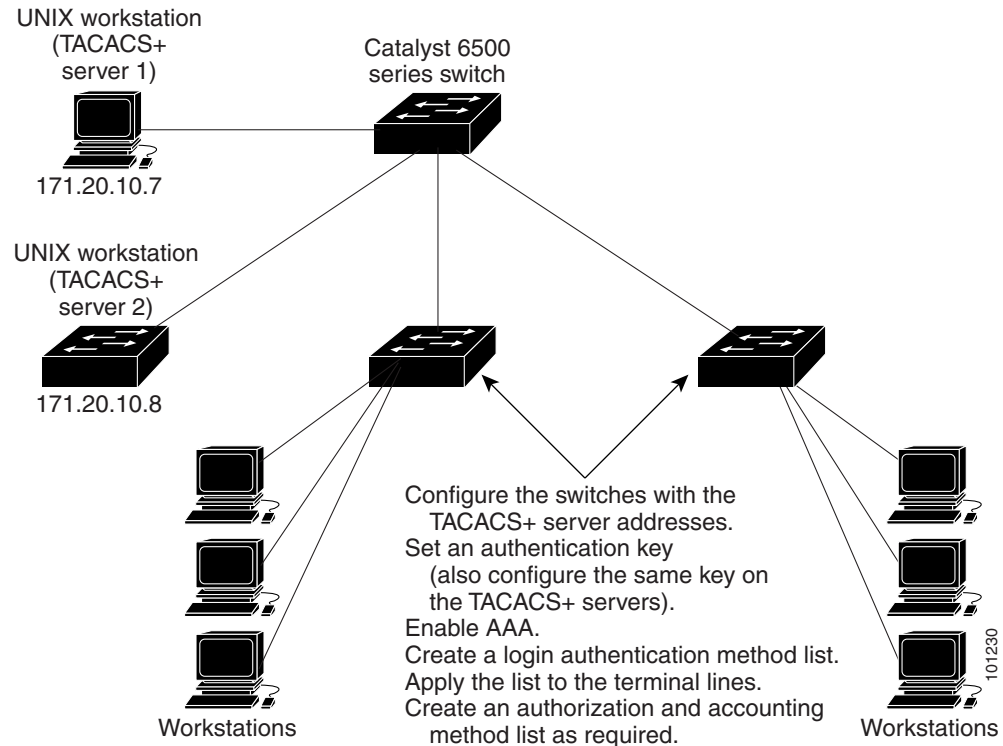 UNIX workstation
(TACACS+
server 1)
Catalyst 6500
series switch
171.20.10.7
UNIX workstation
(TACACS+
server 2)
171.20.10.8
Configure the switches with the
TACACS+ server addresses.
Set an authentication key
(also configure the same key on
the TACACS+ servers).
Enable AAA.
Create a login authentication method list.
Apply the list to the terminal lines.
Create an authorization and accounting
method list as required.
Workstations
Workstations
101230